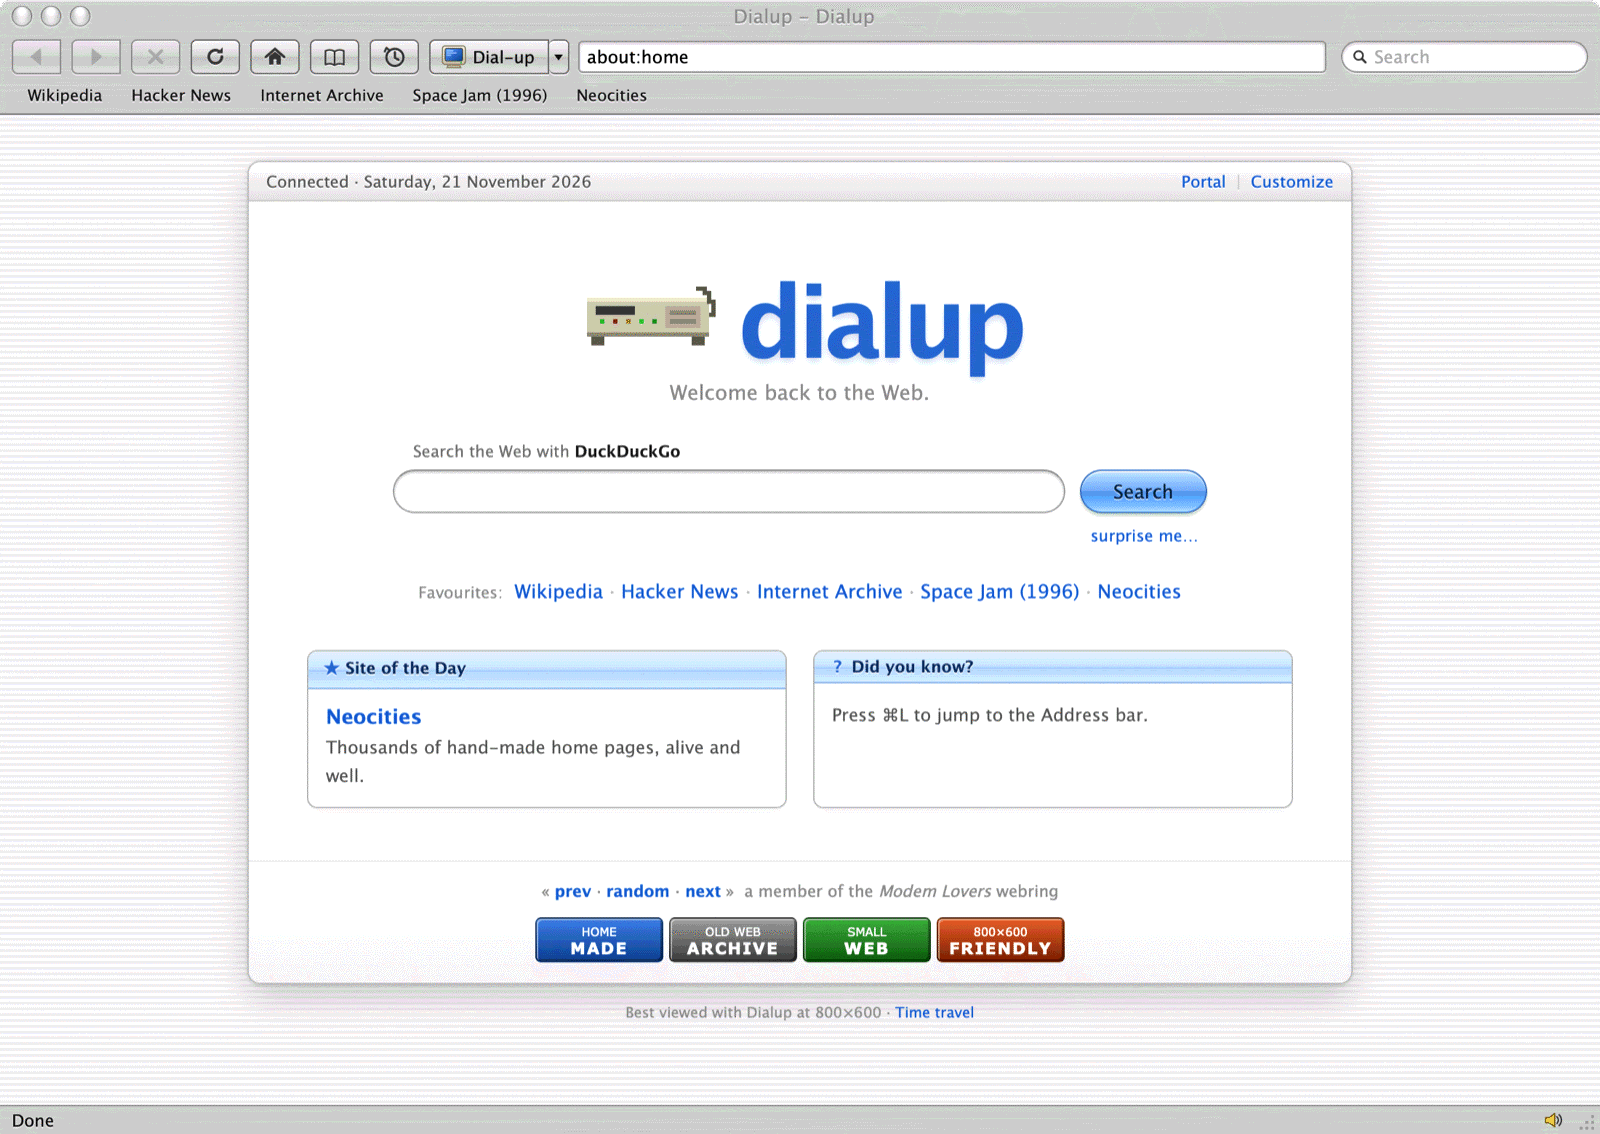 Dialup – Dialup
Dial-up
about:home
Search
Wikipedia Hacker News Internet Archive Space Jam (1996) Neocities
Connected · Saturday, 21 November 2026
Portal | Customize
dialup
Welcome back to the Web.
Search the Web with DuckDuckGo
Search
surprise me...
Favourites: Wikipedia · Hacker News · Internet Archive · Space Jam (1996) · Neocities
★ Site of the Day
Neocities
Thousands of hand-made home pages, alive and
well.
? Did you know?
Press ⌘L to jump to the Address bar.
« prev · random · next » a member of the Modem Lovers webring
HOME
MADE
OLD WEB
ARCHIVE
SMALL
WEB
800×600
FRIENDLY
Best viewed with Dialup at 800×600 · Time travel
Done